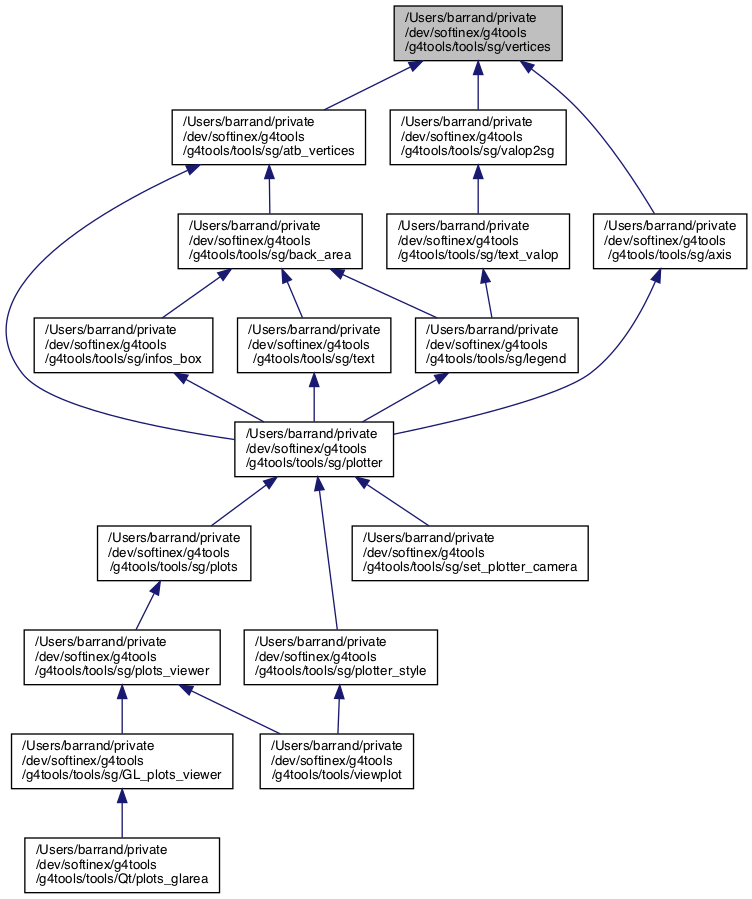 /Users/barrand/private
/dev/softinex/g4tools
/g4tools/tools/sg/vertices
/Users/barrand/private
/dev/softinex/g4tools
/g4tools/tools/sg/atb_vertices
/Users/barrand/private
/dev/softinex/g4tools
/g4tools/tools/sg/valop2sg
/Users/barrand/private
/dev/softinex/g4tools
/g4tools/tools/sg/back_area
/Users/barrand/private
/dev/softinex/g4tools
/g4tools/tools/sg/text_valop
/Users/barrand/private
/dev/softinex/g4tools
/g4tools/tools/sg/axis
/Users/barrand/private
/dev/softinex/g4tools
/g4tools/tools/sg/infos_box
/Users/barrand/private
/dev/softinex/g4tools
/g4tools/tools/sg/text
/Users/barrand/private
/dev/softinex/g4tools
/g4tools/tools/sg/legend
/Users/barrand/private
/dev/softinex/g4tools
/g4tools/tools/sg/plotter
/Users/barrand/private
/dev/softinex/g4tools
/g4tools/tools/sg/plots
/Users/barrand/private
/dev/softinex/g4tools
/g4tools/tools/sg/set_plotter_camera
/Users/barrand/private
/dev/softinex/g4tools
/g4tools/tools/sg/plots_viewer
/Users/barrand/private
/dev/softinex/g4tools
/g4tools/tools/sg/plotter_style
/Users/barrand/private
/dev/softinex/g4tools
/g4tools/tools/sg/GL_plots_viewer
/Users/barrand/private
/dev/softinex/g4tools
/g4tools/tools/viewplot
/Users/barrand/private
/dev/softinex/g4tools
/g4tools/tools/Qt/plots_glarea